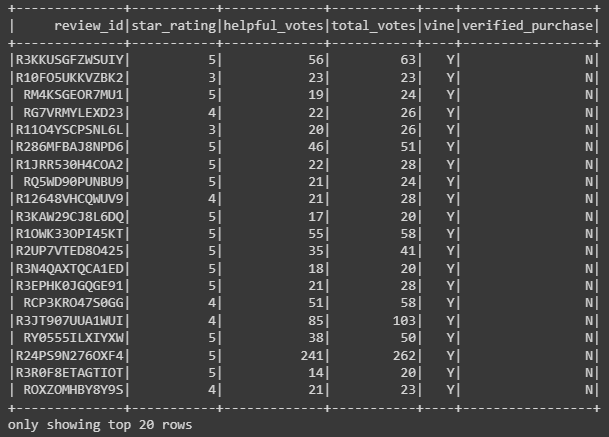 +--------------+-----------+-------------+-----------+----+-----------------+
|     review_id|star_rating|helpful_votes|total_votes|vine|verified_purchase|
+--------------+-----------+-------------+-----------+----+-----------------+
|R3KKUSGFZWSUIY|          5|           56|         63|   Y|                N|
|R10FO5UKKVZBK2|          3|           23|         23|   Y|                N|
| RM4KSGEOR7MU1|          5|           19|         24|   Y|                N|
| RG7VRMYLEXD23|          4|           22|         26|   Y|                N|
|R11O4YSCPSNL6L|          3|           20|         26|   Y|                N|
|R286MFBAJ8NPD6|          5|           46|         51|   Y|                N|
|R1JRR530H4COA2|          5|           22|         28|   Y|                N|
| RQ5WD90PUNBU9|          5|           21|         24|   Y|                N|
|R12648VHCQWUV9|          4|           21|         28|   Y|                N|
|R3KAW29CJ8L6DQ|          5|           17|         20|   Y|                N|
|R1OWK33OPI45KT|          5|           55|         58|   Y|                N|
|R2UP7VTED8O425|          5|           35|         41|   Y|                N|
|R3N4QAXTQCA1ED|          5|           18|         20|   Y|                N|
|R3EPHK0JGQGE91|          5|           21|         28|   Y|                N|
| RCP3KRO47S0GG|          4|           51|         58|   Y|                N|
|R3JT907UUA1WUI|          4|           85|        103|   Y|                N|
| RY0555ILXIYXW|          5|           38|         50|   Y|                N|
|R24PS9N276OXF4|          5|          241|        262|   Y|                N|
|R3R0F8ETAGTIOT|          5|           14|         20|   Y|                N|
| ROXZOMHBY8Y9S|          4|           21|         23|   Y|                N|
+--------------+-----------+-------------+-----------+----+-----------------+
only showing top 20 rows